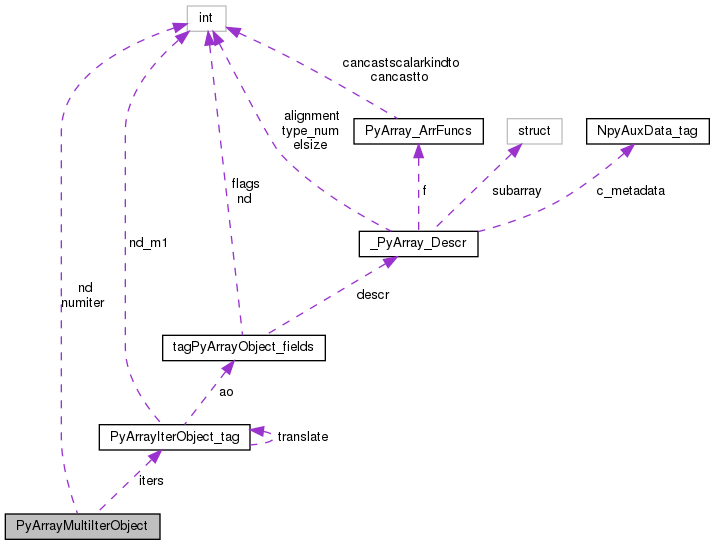 int
cancastscalarkindto
cancastto
alignment
type_num
elsize
PyArray_ArrFuncs
struct
NpyAuxData_tag
flags
nd
f
subarray
c_metadata
nd_m1
_PyArray_Descr
nd
numiter
descr
tagPyArrayObject_fields
ao
PyArrayIterObject_tag
translate
iters
PyArrayMultiIterObject